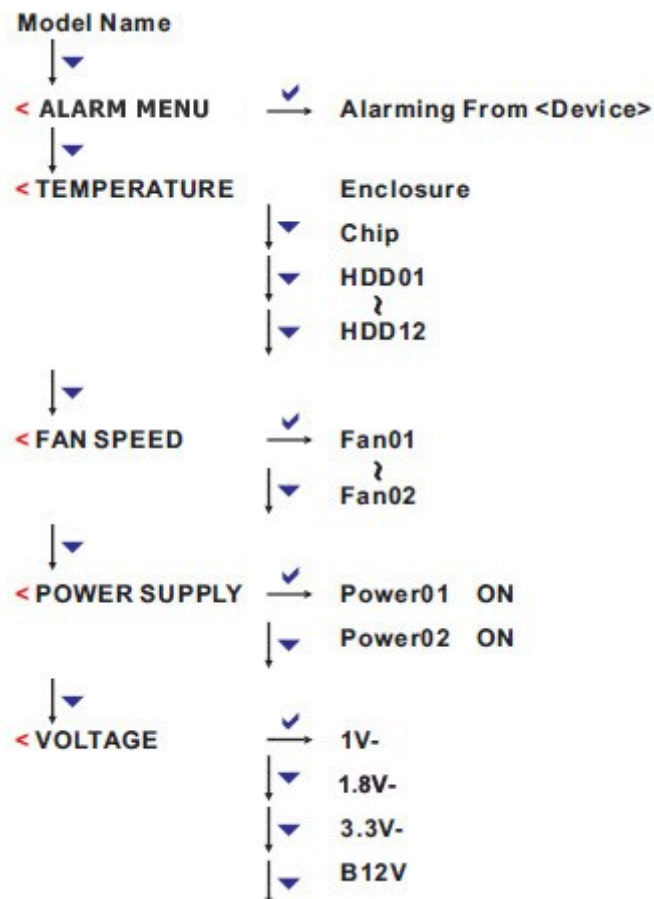 Model Name
< ALARM MENU Alarming From <Device>
< TEMPERATURE Enclosure
Chip
HDD01
~
HDD12
< FAN SPEED Fan01
~
Fan02
< POWER SUPPLY Power01 ON
Power02 ON
< VOLTAGE 1V-
1.8V-
3.3V-
B12V